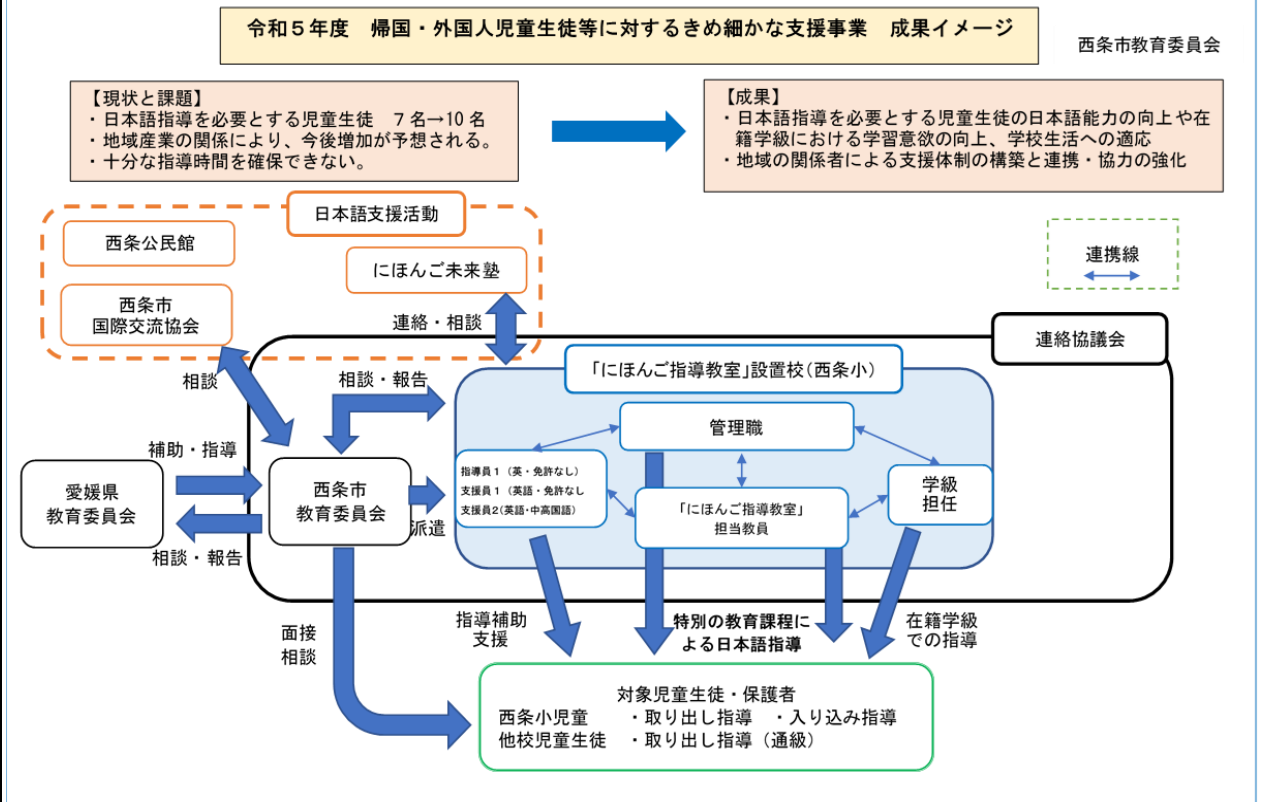 令和５年度　帰国・外国人児童生徒等に対するきめ細かな支援事業　成果イメージ
西条市教育委員会
【現状と課題】
・日本語指導を必要とする児童生徒　７名→10名
・地域産業の関係により、今後増加が予想される。
・十分な指導時間を確保できない。
【成果】
・日本語指導を必要とする児童生徒の日本語能力の向上や在
籍学級における学習意欲の向上、学校生活への適応
・地域の関係者による支援体制の構築と連携・協力の強化
日本語支援活動
西条公民館
にほんご未来塾
西条市
国際交流協会
連携線
連絡・相談
連絡協議会
「にほんご指導教室」設置校（西条小）
相談
相談・報告
管理職
補助・指導
愛媛県
教育委員会
西条市
教育委員会
派遣
相談・報告
指導員１（英・免許なし）
支援員１（英語・免許なし
支援員2（英語・中高国語）
「にほんご指導教室」
担当教員
学級
担任
面接
相談
指導補助
支援
特別の教育課程に
よる日本語指導
在籍学級
での指導
対象児童生徒・保護者
西条小児童　　・取り出し指導　・入り込み指導
他校児童生徒　・取り出し指導（通級）